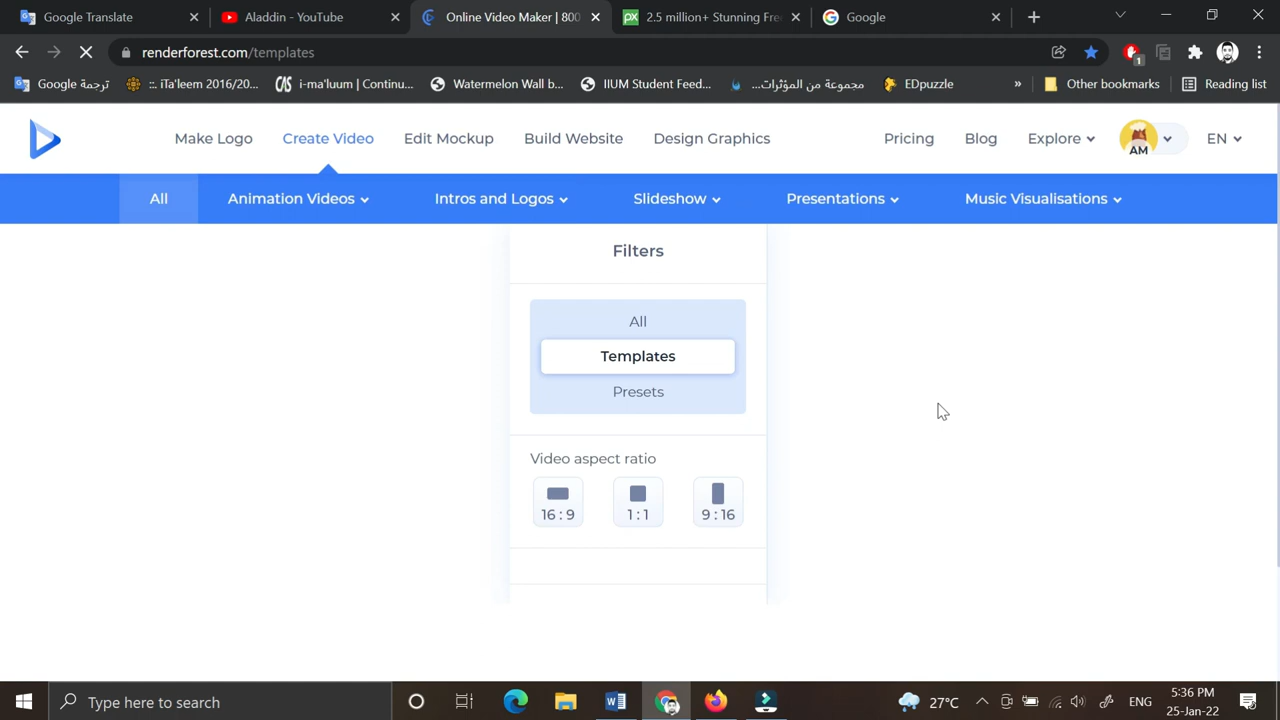 Google Translate
Aladdin - YouTube
Online Video Maker | 800
2.5 million+ Stunning Fre
Google
renderforest.com/templates
1
ترجمة Google
::. iTa'leem 2016/20...
i-ma'luum | Continu...
Watermelon Wall b...
IIUM Student Feed...
مجموعة من المؤثرات...
EDpuzzle
»
Other bookmarks
Reading list
Make Logo
Create Video
Edit Mockup
Build Website
Design Graphics
Pricing
Blog
Explore
AM
EN
All
Animation Videos
Intros and Logos
Slideshow
Presentations
Music Visualisations
Filters
All
Templates
Presets
Video aspect ratio
16 : 9
1 : 1
9 : 16
Type here to search
27°C
ENG
5:36 PM
25-Jan-22